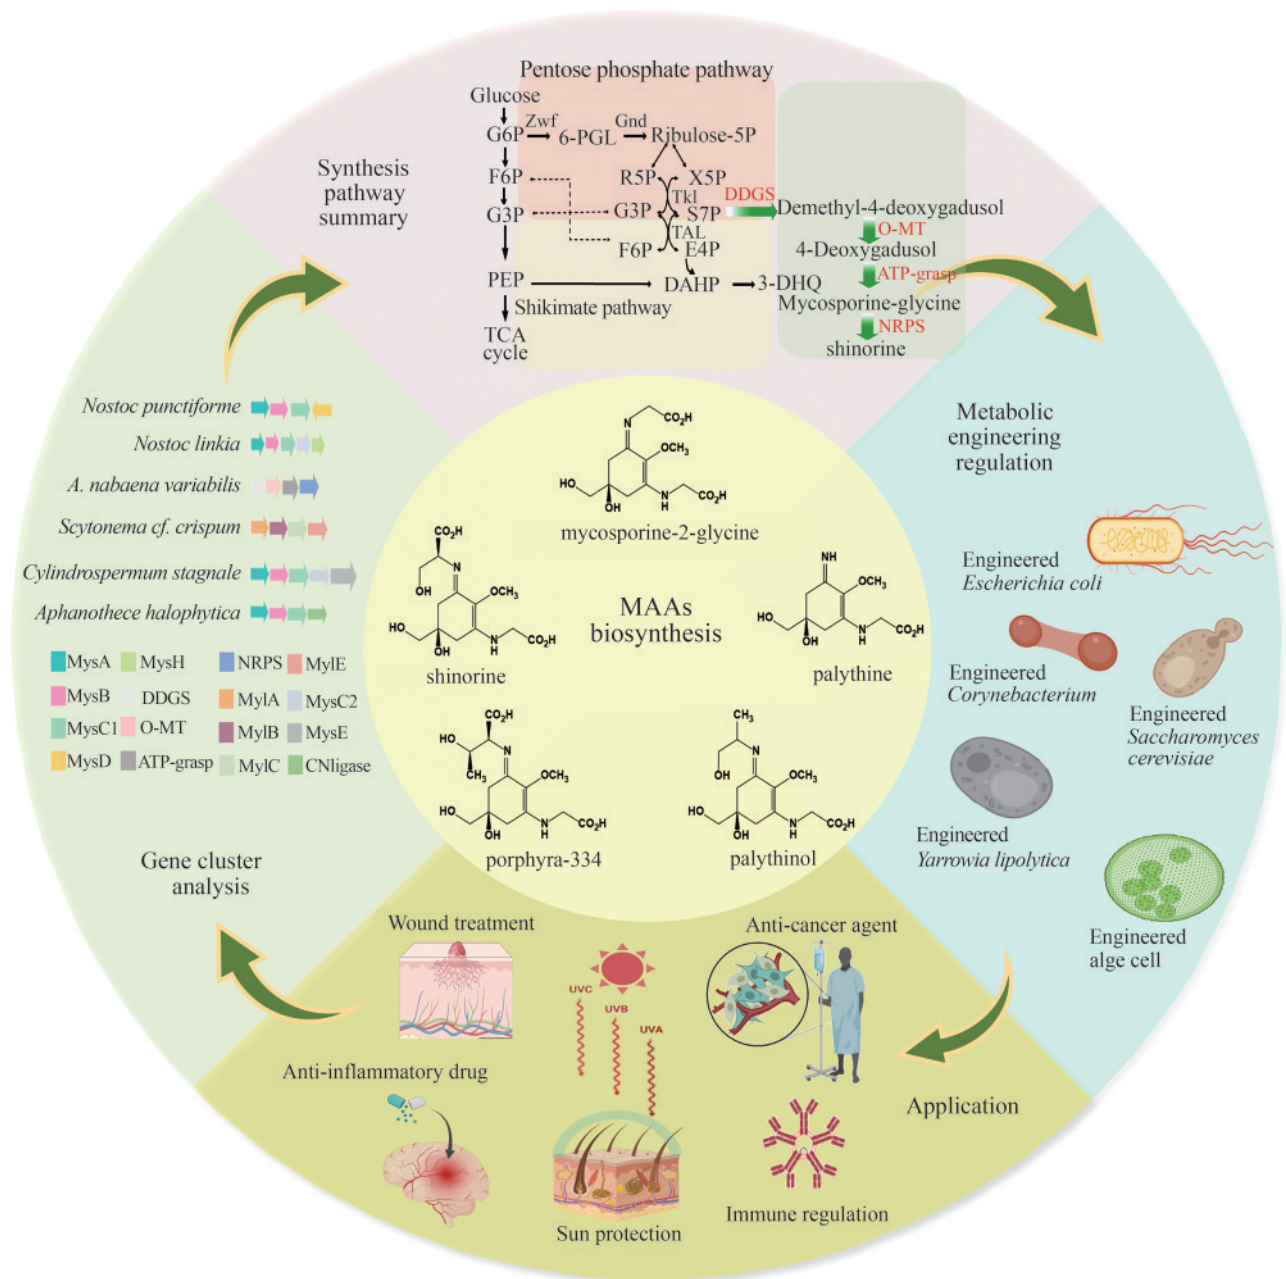 Pentose phosphate pathway
Glucose
Zwf
Gnd
G6P
6-PGL
Ribulose-5P
Synthesis
pathway
summary
F6P
R5P
X5P
Tkl
DDGS
G3P
G3P
S7P
Demethyl-4-deoxygadusol
TAL
O-MT
F6P
E4P
4-Deoxygadusol
ATP-grasp
PEP
DAHP
3-DHQ
Mycosporine-glycine
Shikimate pathway
NRPS
TCA
cycle
shinorine
Nostoc punctiforme
Nostoc linkia
A. nabaena variabilis
Scytonema cf. crispum
Cylindrospermum stagnale
Aphanothece halophytica
MysA
MysH
NRPS
MylE
MysB
DDGS
MylA
MysC2
MysC1
O-MT
MylB
MysE
MysD
ATP-grasp
MylC
CNligase
Gene cluster
analysis
CO₂H
N
OCH₃
HO
OH
N
H
CO₂H
mycosporine-2-glycine
CO₂H
HO
N
OCH₃
HO
OH
N
H
CO₂H
shinorine
MAAs
biosynthesis
NH
OCH₃
HO
OH
N
H
CO₂H
palythine
CO₂H
HO
N
CH₃
OCH₃
HO
OH
N
H
CO₂H
porphyra-334
CH₃
N
OH
OCH₃
HO
OH
N
H
CO₂H
palythinol
Metabolic
engineering
regulation
Engineered
Escherichia coli
Engineered
Corynebacterium
Engineered
Saccharomyces
cerevisiae
Engineered
Yarrowia lipolytica
Engineered
alge cell
Wound treatment
Anti-cancer agent
UVC
UVB
UVA
Anti-inflammatory drug
Application
Sun protection
Immune regulation